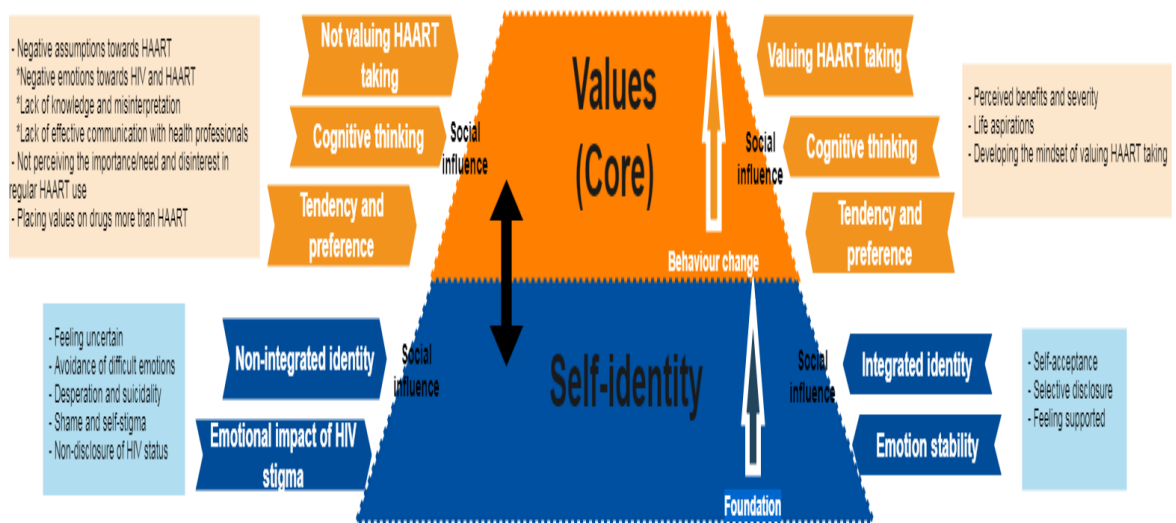 - Negative assumptions towards HAART
*Negative emotions towards HIV and HAART
*Lack of knowledge and misinterpretation
*Lack of effective communication with health professionals
- Not perceiving the importance/need and disinterest in
regular HAART use
- Placing values on drugs more than HAART
Not valuing HAART
taking
Cognitive thinking
Tendency and
preference
Social
influence
Values
(Core)
Behaviour change
Social
influence
Valuing HAART taking
Cognitive thinking
Tendency and
preference
- Perceived benefits and severity
- Life aspirations
- Developing the mindset of valuing HAART taking
- Feeling uncertain
- Avoidance of difficult emotions
- Desperation and suicidality
- Shame and self-stigma
- Non-disclosure of HIV status
Non-integrated identity
Emotional impact of HIV
stigma
Social
influence
Self-identity
Foundation
Social
influence
Integrated identity
Emotion stability
- Self-acceptance
- Selective disclosure
- Feeling supported